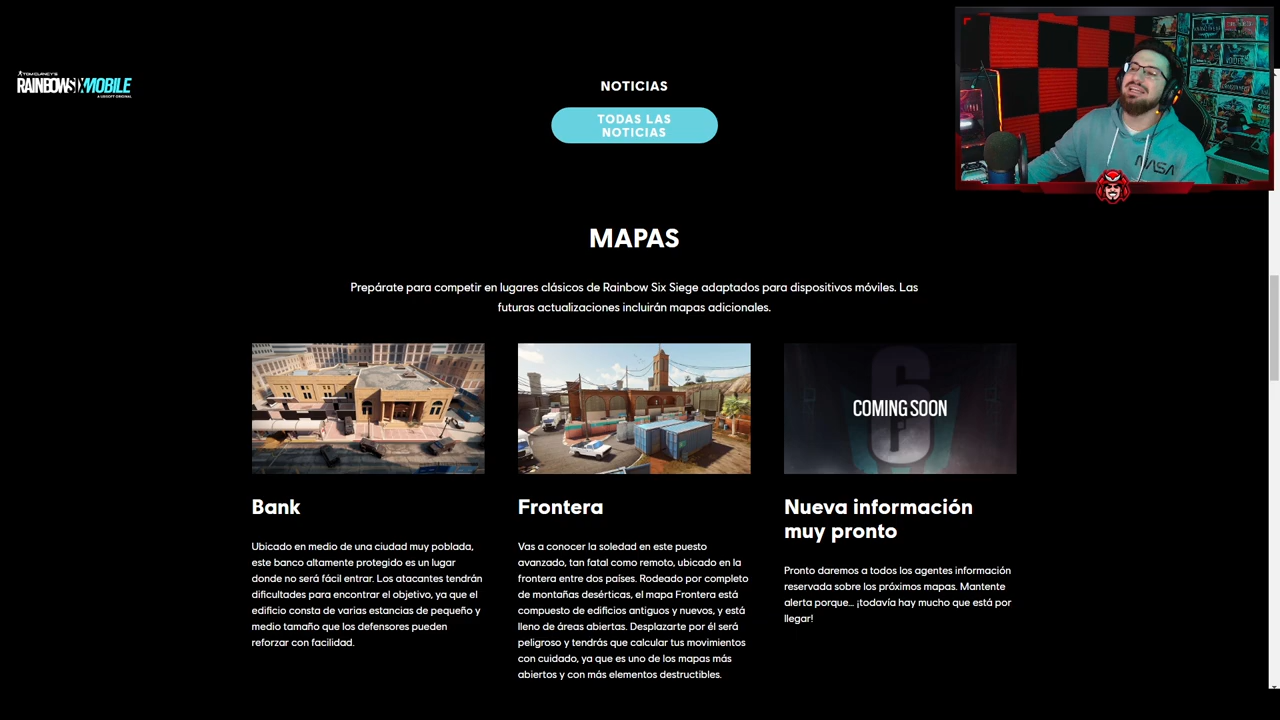 TOM CLANCY'S
RAINBOWSIX MOBILE
A UBISOFT ORIGINAL
NOTICIAS
TODAS LAS
NOTICIAS
NASA
MAPAS
Prepárate para competir en lugares clásicos de Rainbow Six Siege adaptados para dispositivos móviles. Las
futuras actualizaciones incluirán mapas adicionales.
6
COMING SOON
Bank
Ubicado en medio de una ciudad muy poblada,
este banco altamente protegido es un lugar
donde no será fácil entrar. Los atacantes tendrán
dificultades para encontrar el objetivo, ya que el
edificio consta de varias estancias de pequeño y
medio tamaño que los defensores pueden
reforzar con facilidad.
Frontera
Vas a conocer la soledad en este puesto
avanzado, tan fatal como remoto, ubicado en la
frontera entre dos países. Rodeado por completo
de montañas desérticas, el mapa Frontera está
compuesto de edificios antiguos y nuevos, y está
lleno de áreas abiertas. Desplazarte por él será
peligroso y tendrás que calcular tus movimientos
con cuidado, ya que es uno de los mapas más
abiertos y con más elementos destructibles.
Nueva información
muy pronto
Pronto daremos a todos los agentes información
reservada sobre los próximos mapas. Mantente
alerta porque... ¡todavía hay mucho que está por
llegar!